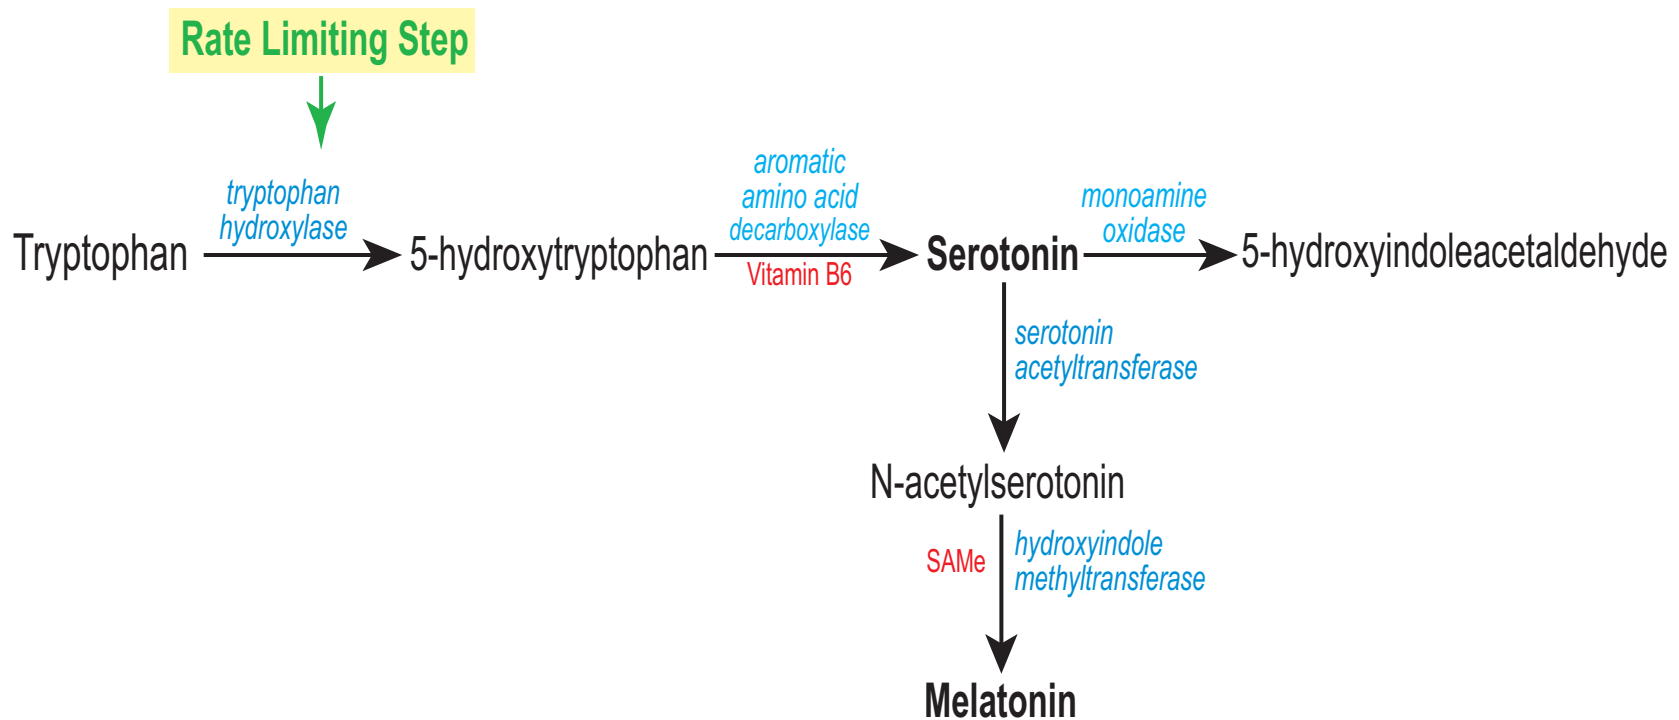 Rate Limiting Step
tryptophan
hydroxylase
aromatic
amino acid
decarboxylase
monoamine
oxidase
Tryptophan
5-hydroxytryptophan
Vitamin B6
Serotonin
5-hydroxyindoleacetaldehyde
serotonin
acetyltransferase
N-acetylserotonin
SAMe
hydroxyindole
methyltransferase
Melatonin